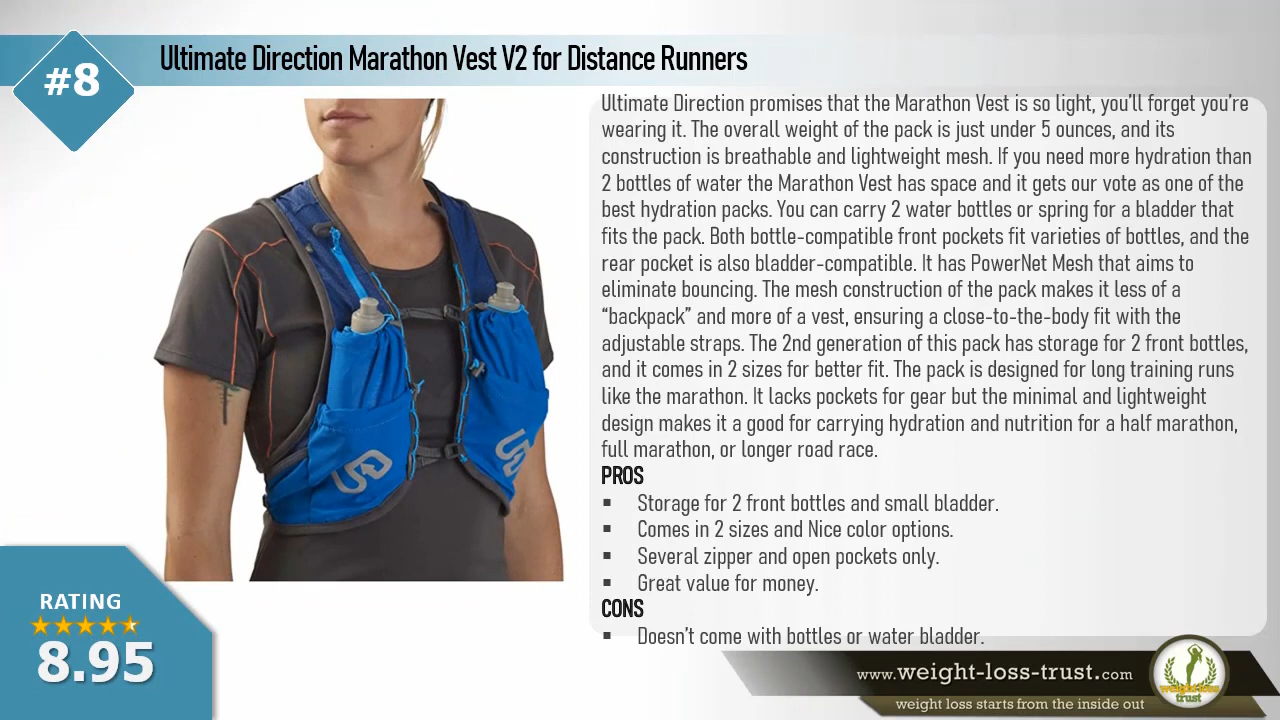 #8
Ultimate Direction Marathon Vest V2 for Distance Runners
Ultimate Direction promises that the Marathon Vest is so light, you’ll forget you’re
wearing it. The overall weight of the pack is just under 5 ounces, and its
construction is breathable and lightweight mesh. If you need more hydration than
2 bottles of water the Marathon Vest has space and it gets our vote as one of the
best hydration packs. You can carry 2 water bottles or spring for a bladder that
fits the pack. Both bottle-compatible front pockets fit varieties of bottles, and the
rear pocket is also bladder-compatible. It has PowerNet Mesh that aims to
eliminate bouncing. The mesh construction of the pack makes it less of a
“backpack” and more of a vest, ensuring a close-to-the-body fit with the
adjustable straps. The 2nd generation of this pack has storage for 2 front bottles,
and it comes in 2 sizes for better fit. The pack is designed for long training runs
like the marathon. It lacks pockets for gear but the minimal and lightweight
design makes it a good for carrying hydration and nutrition for a half marathon,
full marathon, or longer road race.
PROS
▪ Storage for 2 front bottles and small bladder.
▪ Comes in 2 sizes and Nice color options.
▪ Several zipper and open pockets only.
▪ Great value for money.
CONS
▪ Doesn’t come with bottles or water bladder.
RATING
8.95
www.weight-loss-trust.com
weight loss starts from the inside out
weight loss
trust
UD